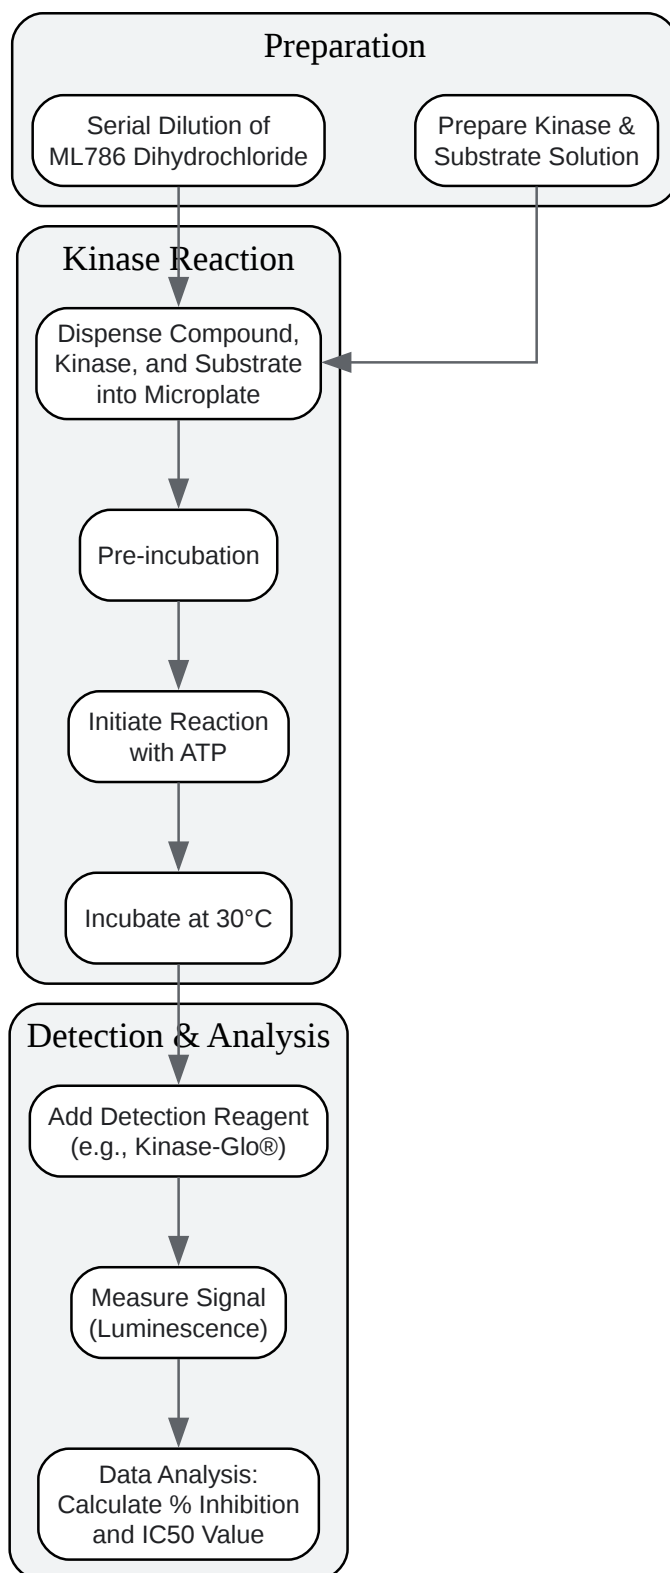 Preparation
Serial Dilution of
ML786 Dihydrochloride
Prepare Kinase &
Substrate Solution
Kinase Reaction
Dispense Compound,
Kinase, and Substrate
into Microplate
Pre-incubation
Initiate Reaction
with ATP
Incubate at 30°C
Detection & Analysis
Add Detection Reagent
(e.g., Kinase-Glo®)
Measure Signal
(Luminescence)
Data Analysis:
Calculate % Inhibition
and IC50 Value